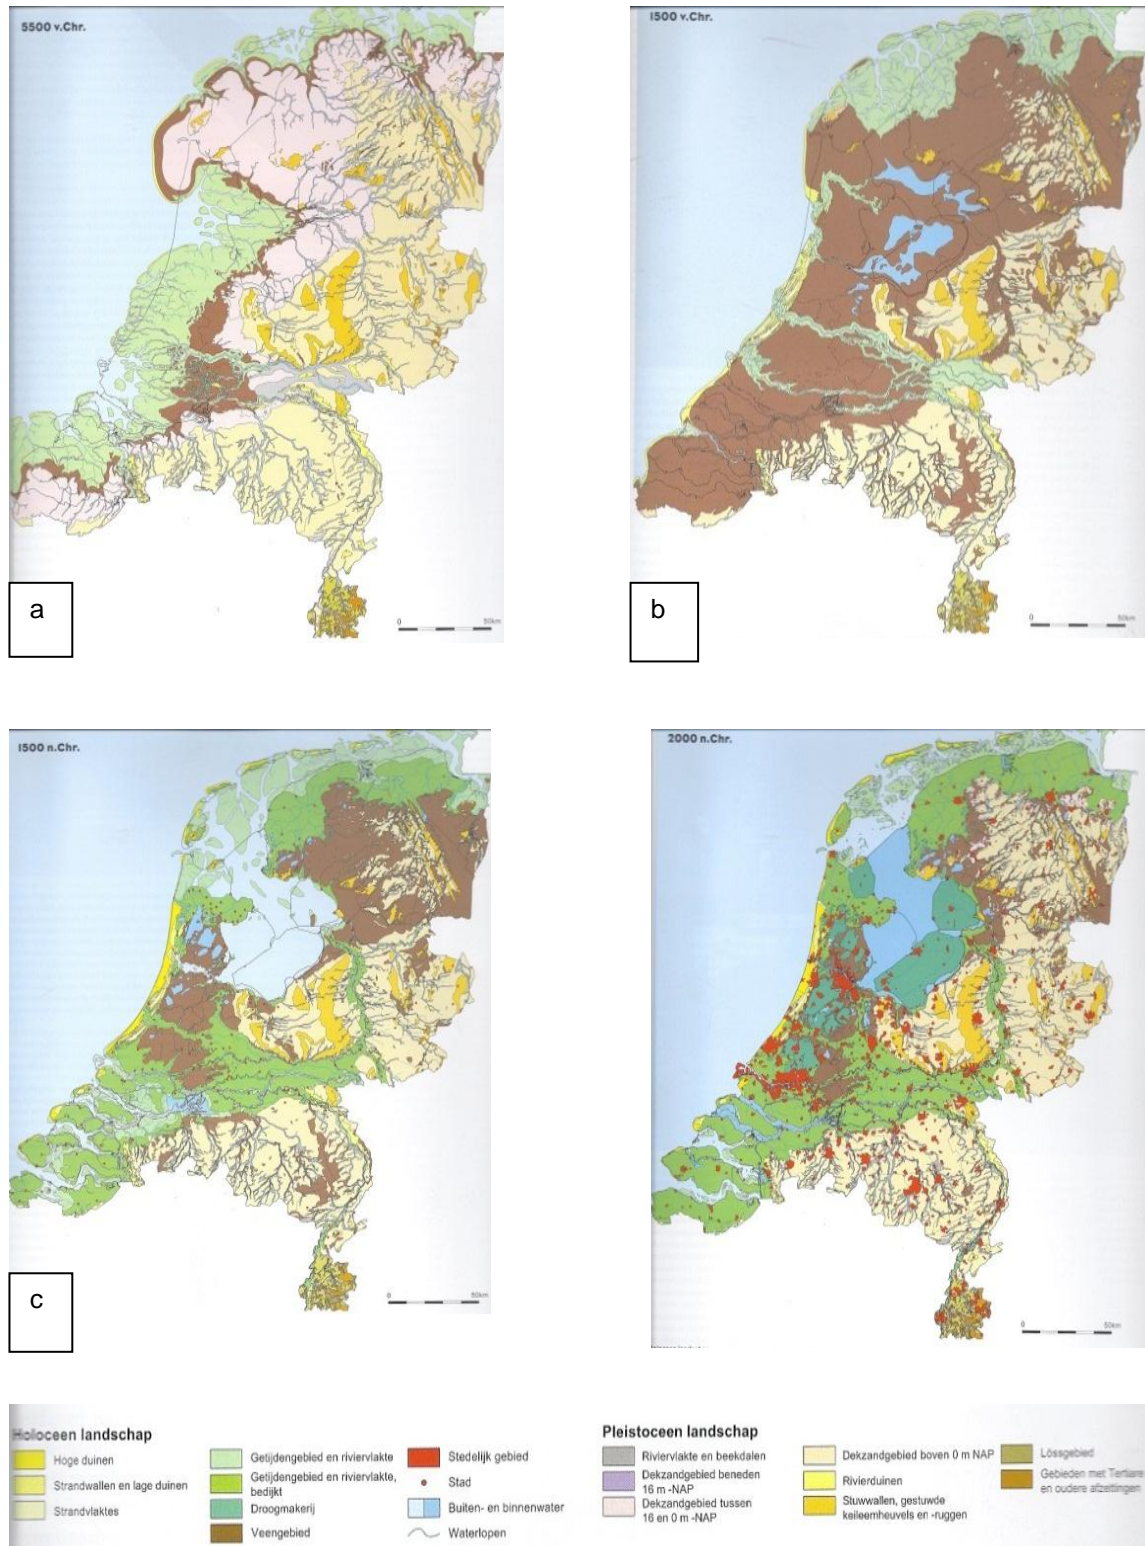 5500 v.Chr.
1500 v.Chr.
a
0 50km
b
0 50km
1500 n.Chr.
2000 n.Chr.
c
0 50km
0 50km
Holoceen landschap
Hoge duinen
Strandwallen en lage duinen
Strandvlaktes
Getijdengebied en riviervlakte
Getijdengebied en riviervlakte,
bedijkt
Droogmakerij
Veengebied
Stedelijk gebied
Stad
Buiten- en binnenwater
Waterlopen
Pleistoceen landschap
Riviervlakte en beekdalen
Dekzandgebied beneden
16 m -NAP
Dekzandgebied tussen
16 en 0 m -NAP
Dekzandgebied boven 0 m NAP
Rivierduinen
Stuwwallen, gestuwde
keileemheuvels en -ruggen
Lössgebied
Gebieden met Tertiare
en oudere afzettingen